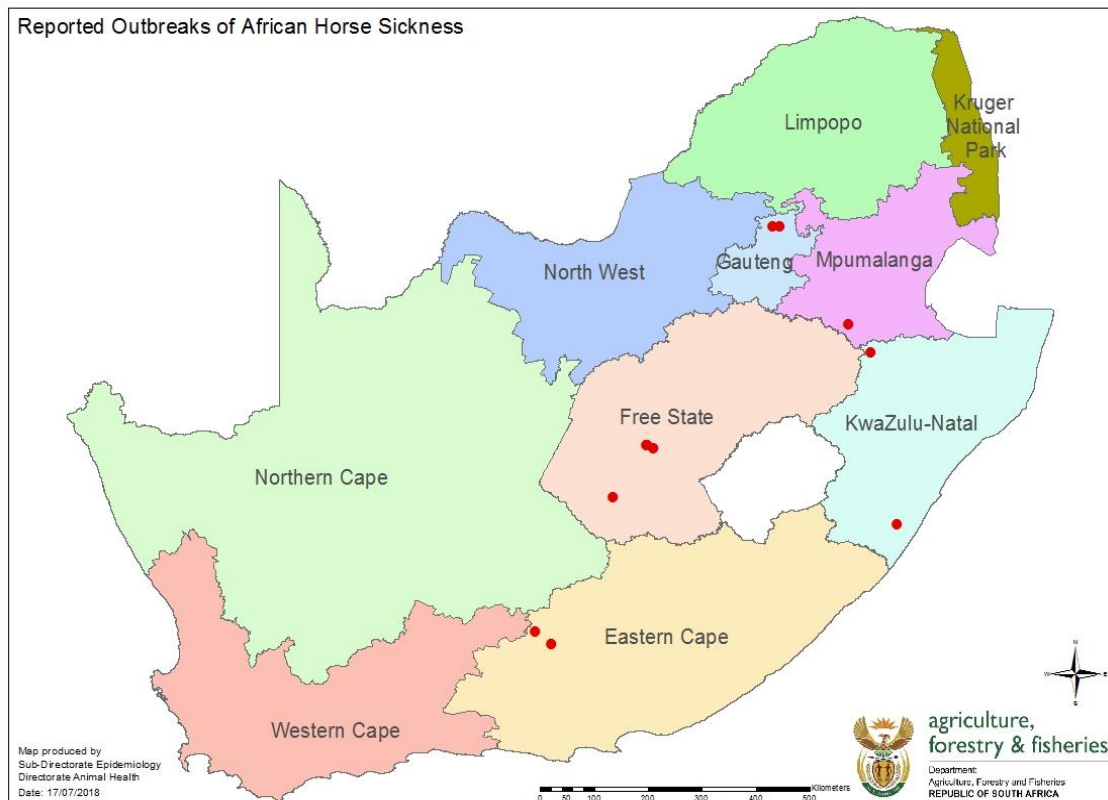 Reported Outbreaks of African Horse Sickness
Limpopo
Kruger
National
Park
North West
Gauteng
Mpumalanga
Free State
KwaZulu-Natal
Northern Cape
Eastern Cape
Western Cape
N
W
E
S
Map produced by
Sub-Directorate Epidemiology
Directorate Animal Health
Date: 17/07/2018
Kilometers
0 50 100 200 300 400 500
agriculture,
forestry & fisheries
Department:
Agriculture, Forestry and Fisheries
REPUBLIC OF SOUTH AFRICA